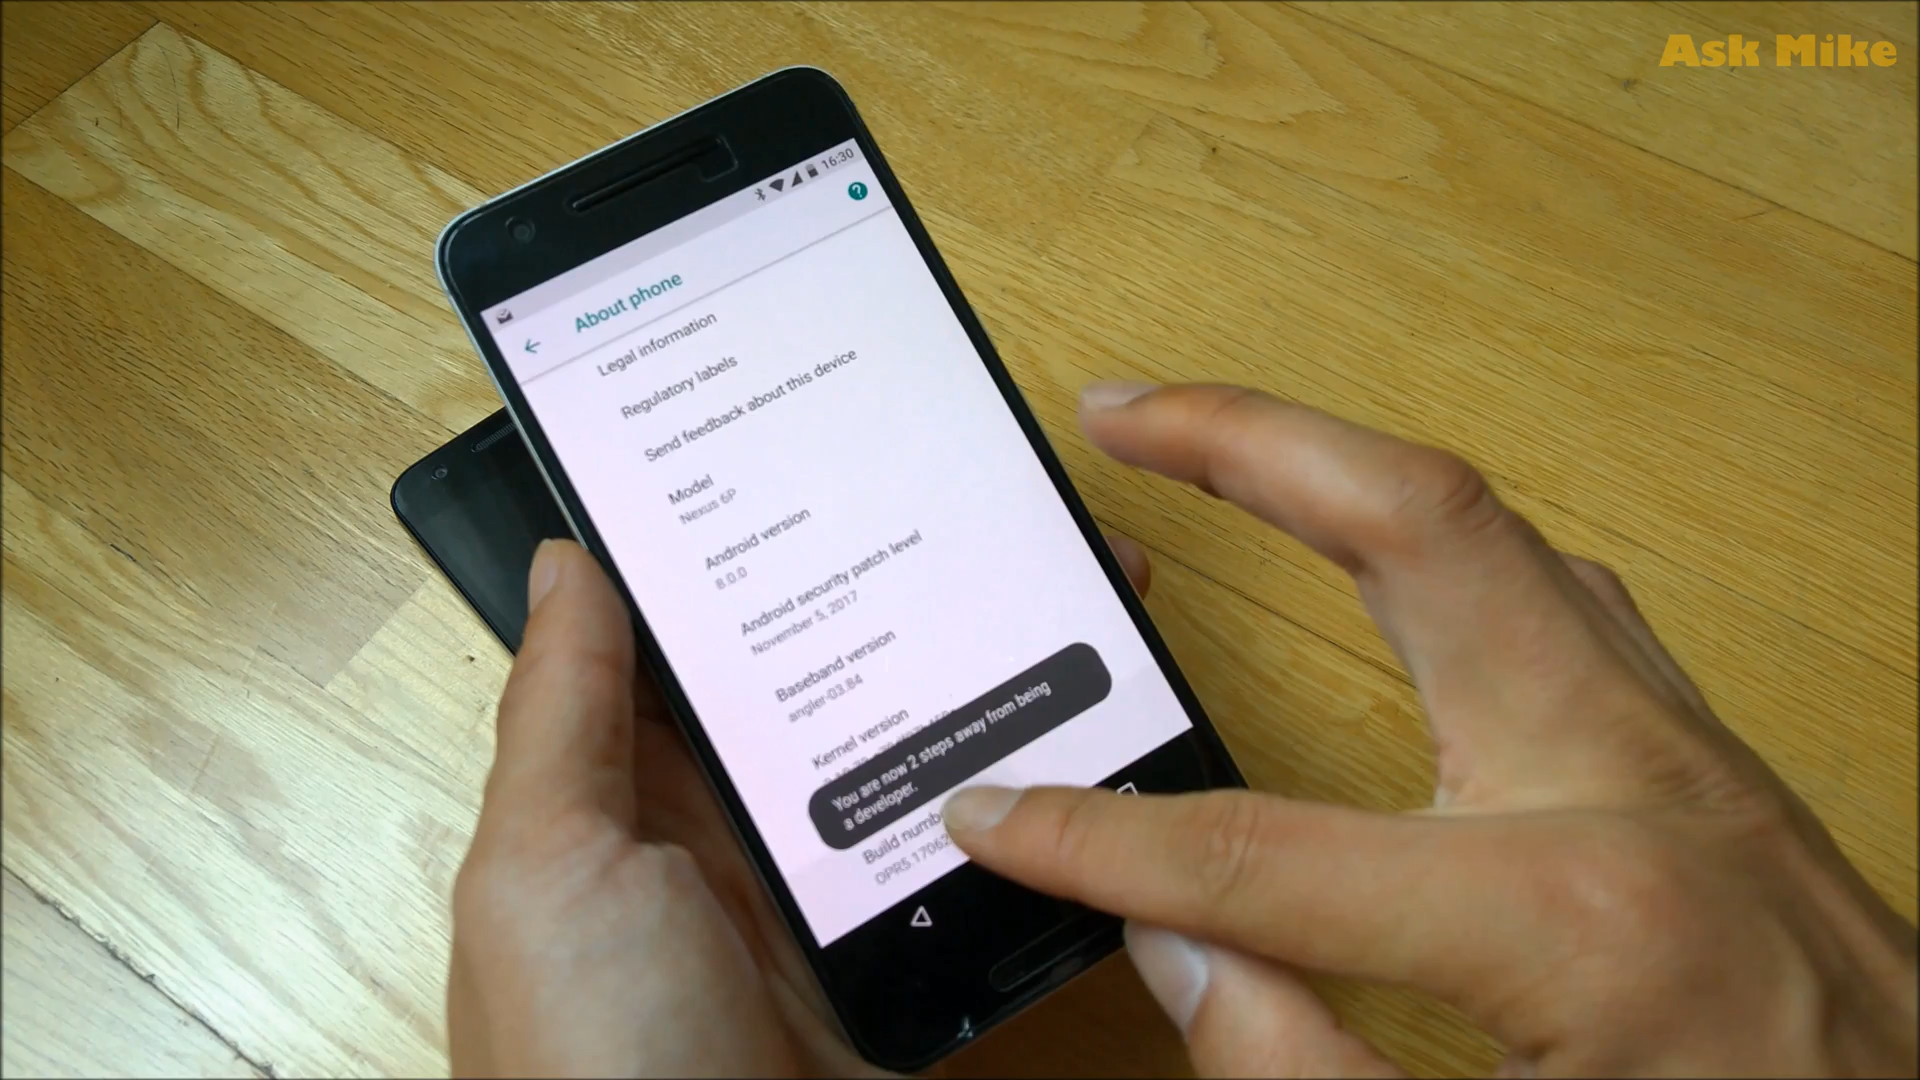 Ask Mike
16:30
About phone
Legal information
Regulatory labels
Send feedback about this device
Model
Nexus 6P
Android version
8.0.0
Android security patch level
November 5, 2017
Baseband version
angler-03.84
Kernel version
You are now 2 steps away from being
a developer.
Build numb
OPR5.17062